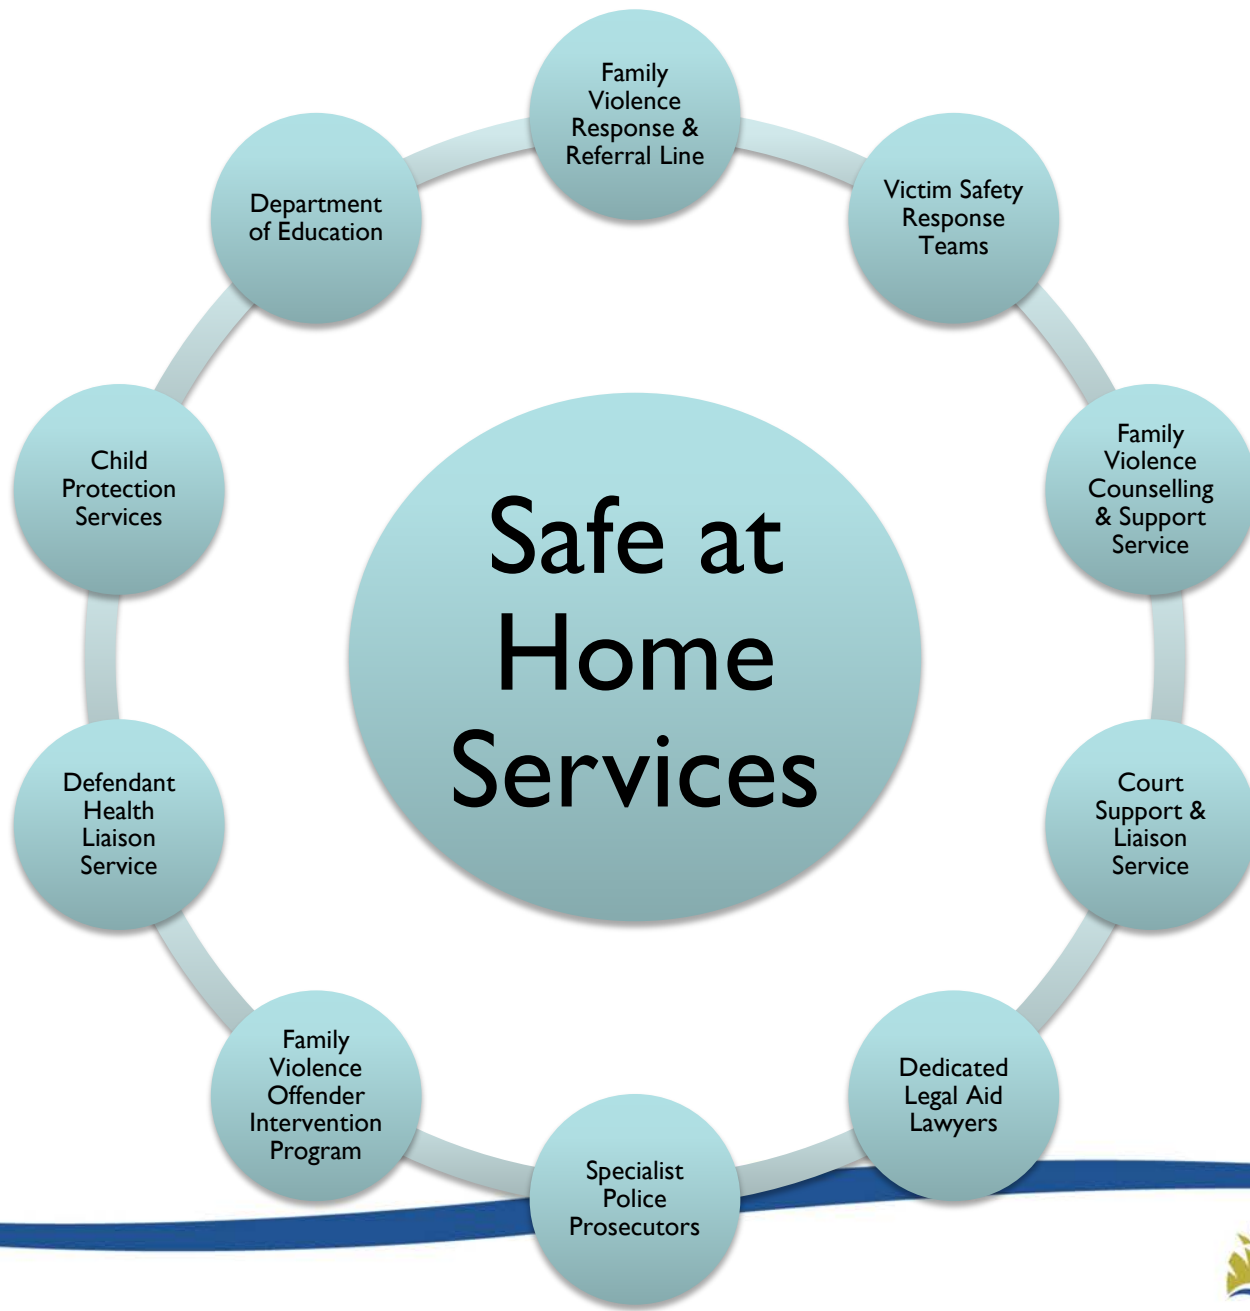 Family
Violence
Response &
Referral Line
Victim Safety
Response
Teams
Family
Violence
Counselling
& Support
Service
Court
Support &
Liaison
Service
Dedicated
Legal Aid
Lawyers
Specialist
Police
Prosecutors
Family
Violence
Offender
Intervention
Program
Defendant
Health
Liaison
Service
Child
Protection
Services
Department
of Education
Safe at
Home
Services